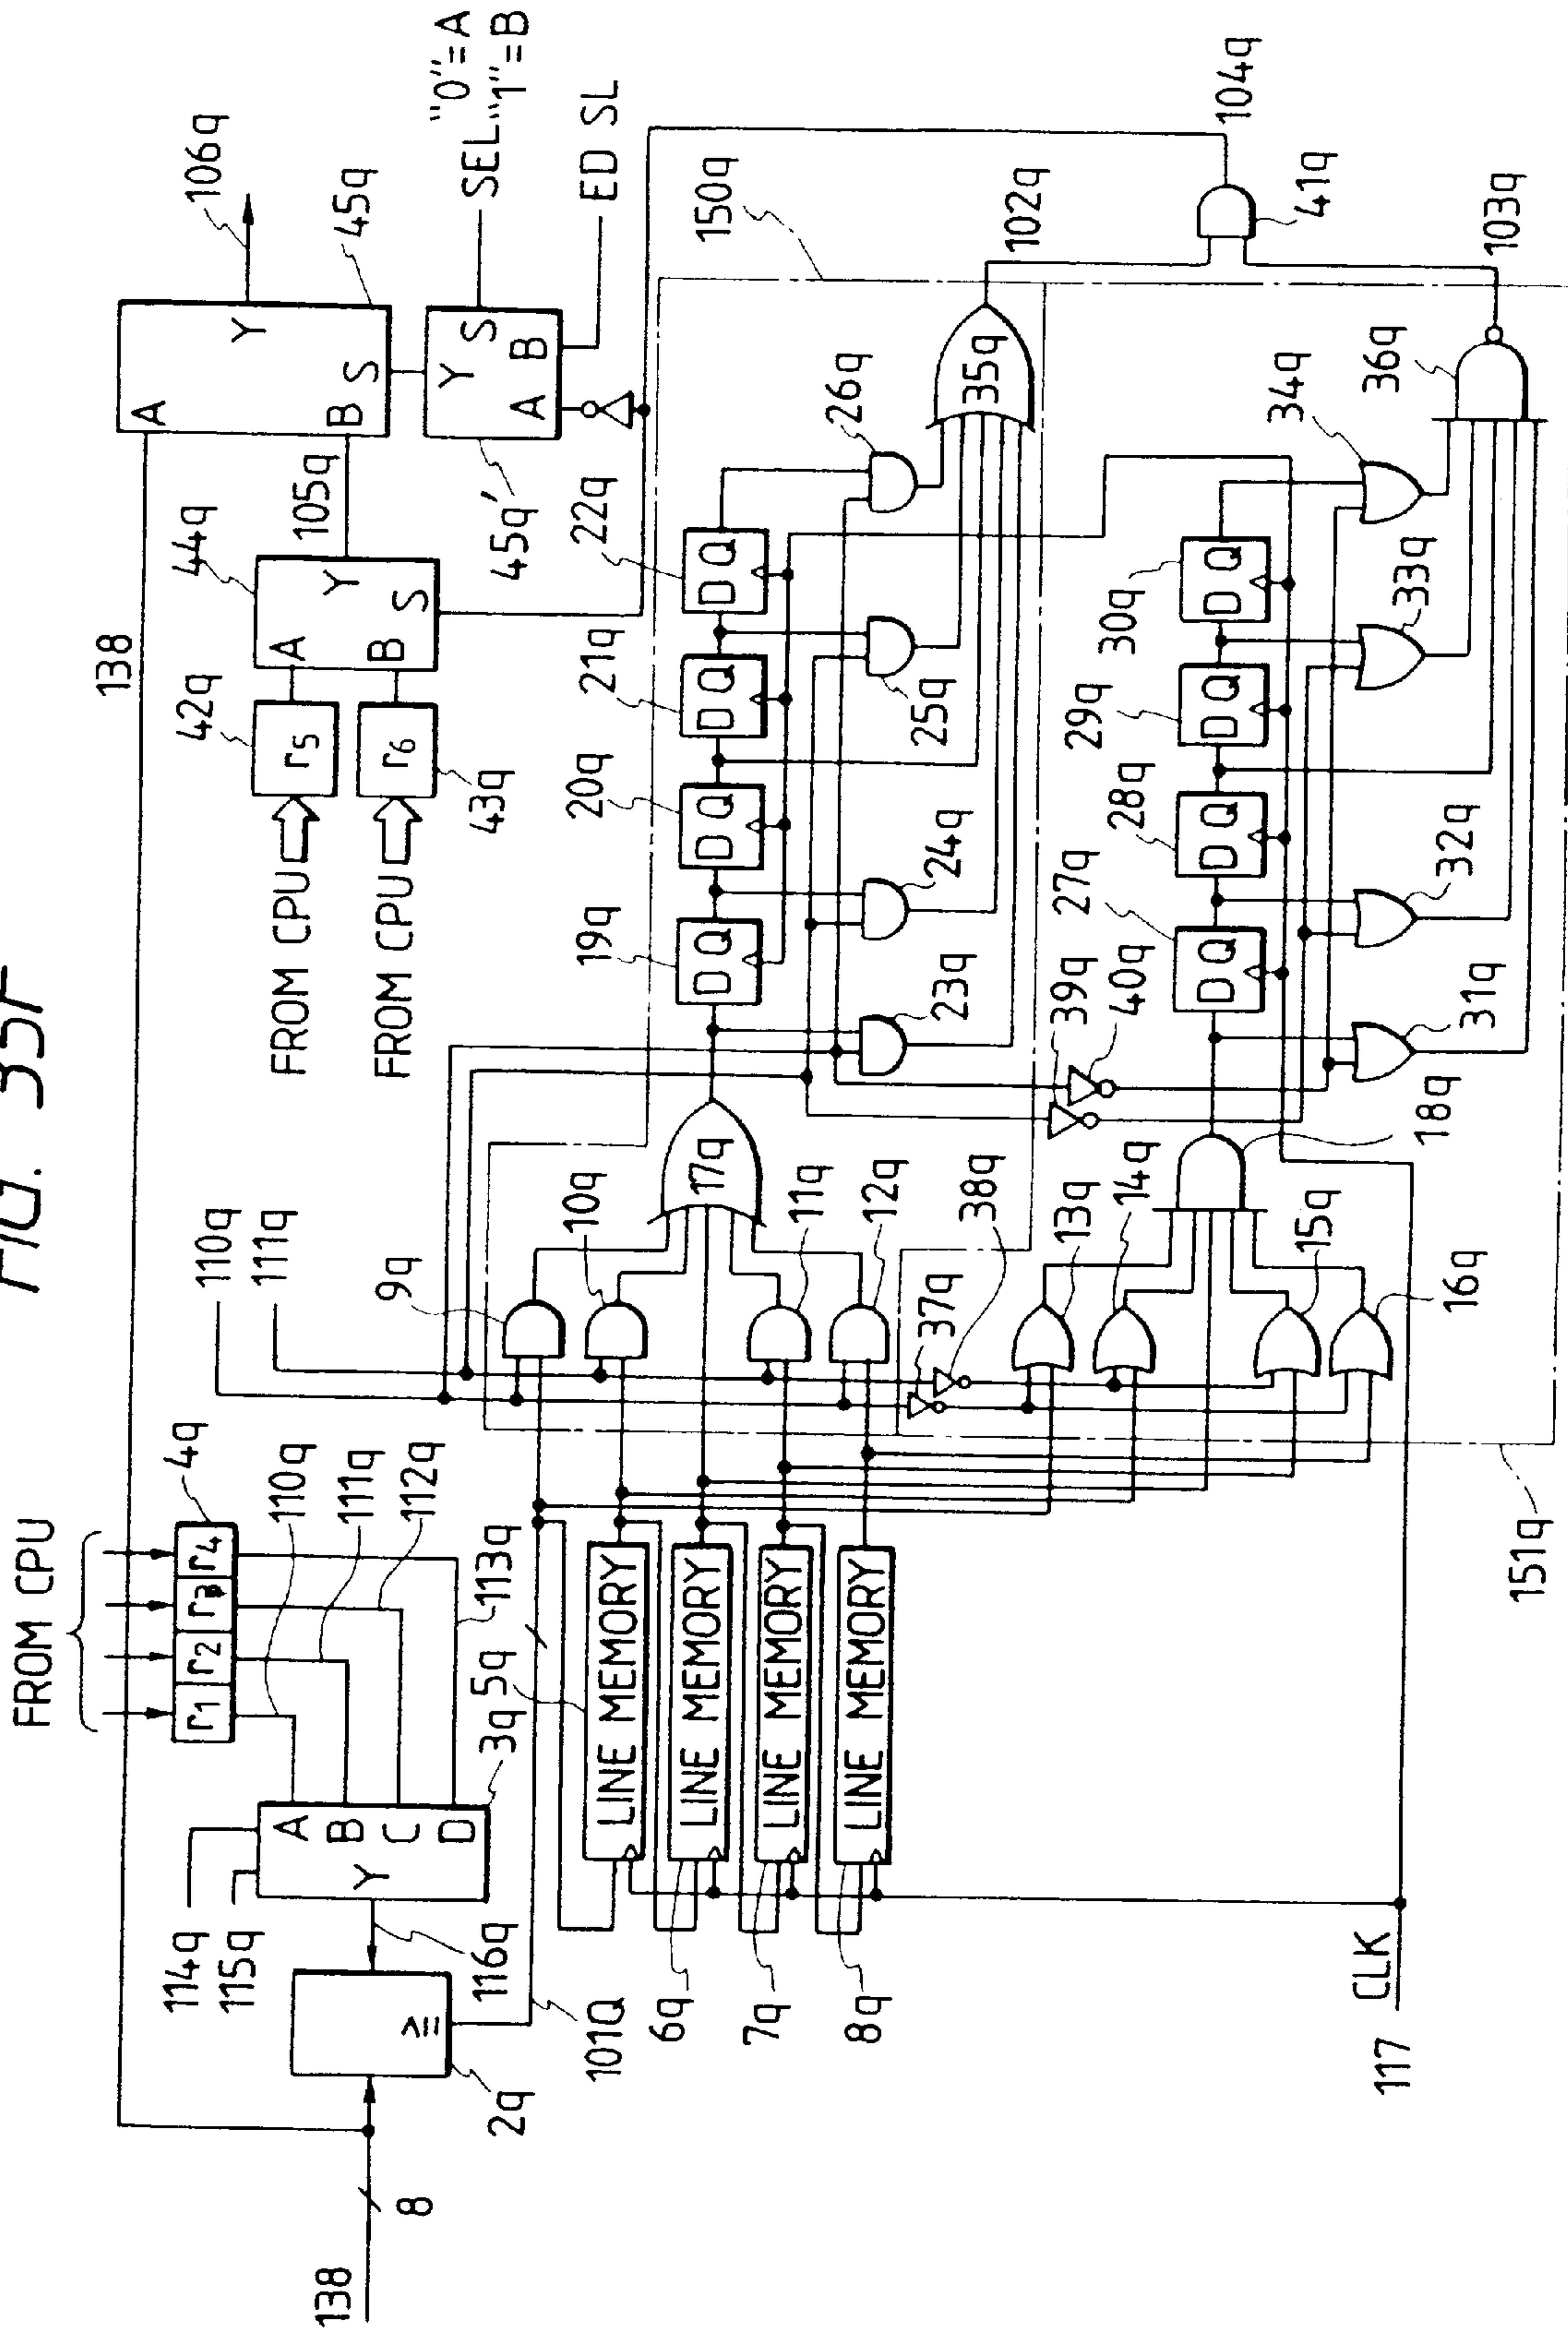 FIG. 35F
FROM CPU
r1 r2 r3 r4
4q
110q
111q
112q
113q
114q
115q
A
B
C
D
Y
3q
116q
138
8
≥
2q
101Q
138
110q
111q
FROM CPU
r5
42q
FROM CPU
r6
43q
44q
A
B
Y
S
105q
A
B
Y
S
45q
106q
Y
S
A
B
45q'
SEL "0"=A
"1"=B
ED SL
5q
LINE MEMORY
6q
LINE MEMORY
7q
LINE MEMORY
8q
LINE MEMORY
9q
10q
11q
12q
17q
19q
D Q
20q
D Q
21q
D Q
22q
D Q
23q
24q
25q
26q
35q
150q
102q
104q
41q
103q
37q
38q
39q
40q
13q
14q
15q
16q
18q
27q
D Q
28q
D Q
29q
D Q
30q
D Q
31q
32q
33q
34q
36q
117
CLK
151q